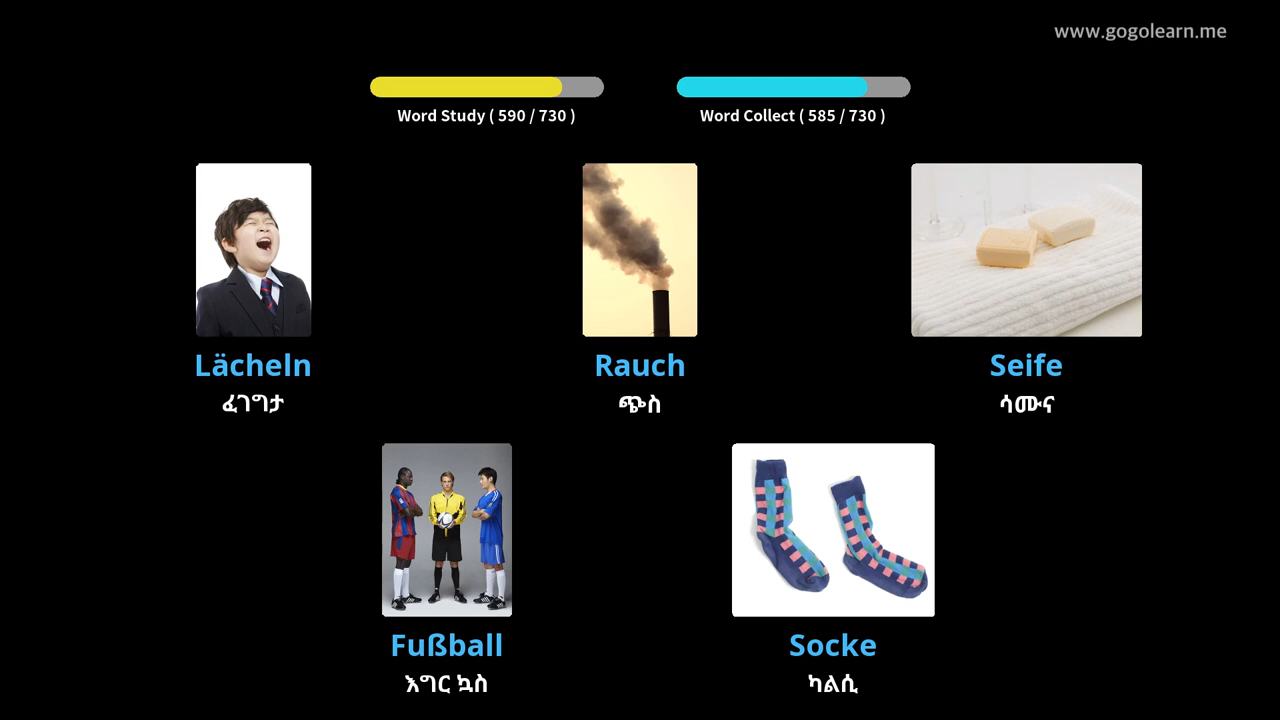 www.gogolearn.me
Word Study ( 590 / 730 )
Word Collect ( 585 / 730 )
Lächeln
ፈገግታ
Rauch
ጭስ
Seife
ሳሙና
Fußball
እግር ኳስ
Socke
ካልሲ